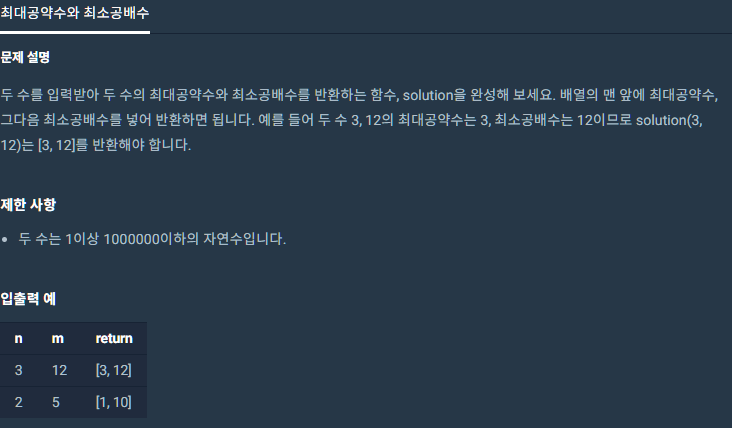 최대공약수와 최소공배수
문제 설명
두 수를 입력받아 두 수의 최대공약수와 최소공배수를 반환하는 함수, solution을 완성해 보세요. 배열의 맨 앞에 최대공약수,
그다음 최소공배수를 넣어 반환하면 됩니다. 예를 들어 두 수 3, 12의 최대공약수는 3, 최소공배수는 12이므로 solution(3,
12)는 [3, 12]를 반환해야 합니다.
제한 사항
• 두 수는 1이상 1000000이하의 자연수입니다.
입출력 예
n m return
3 12 [3, 12]
2 5 [1, 10]